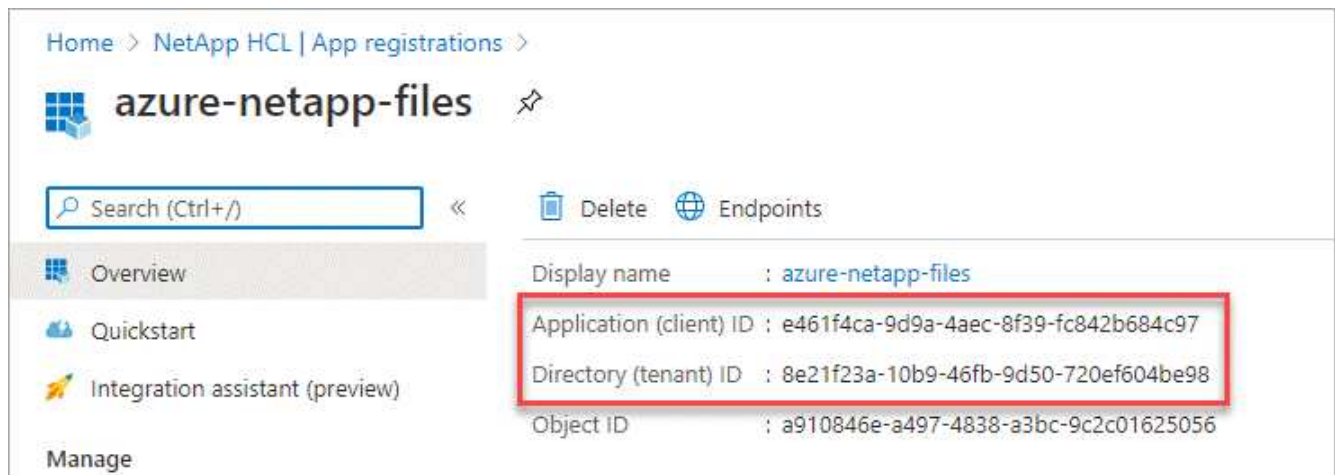 Home > NetApp HCL | App registrations >
azure-netapp-files
Search (Ctrl+/)
«
Delete
Endpoints
Overview
Quickstart
Integration assistant (preview)
Manage
Display name : azure-netapp-files
Application (client) ID : e461f4ca-9d9a-4aec-8f39-fc842b684c97
Directory (tenant) ID : 8e21f23a-10b9-46fb-9d50-720ef604be98
Object ID : a910846e-a497-4838-a3bc-9c2c01625056